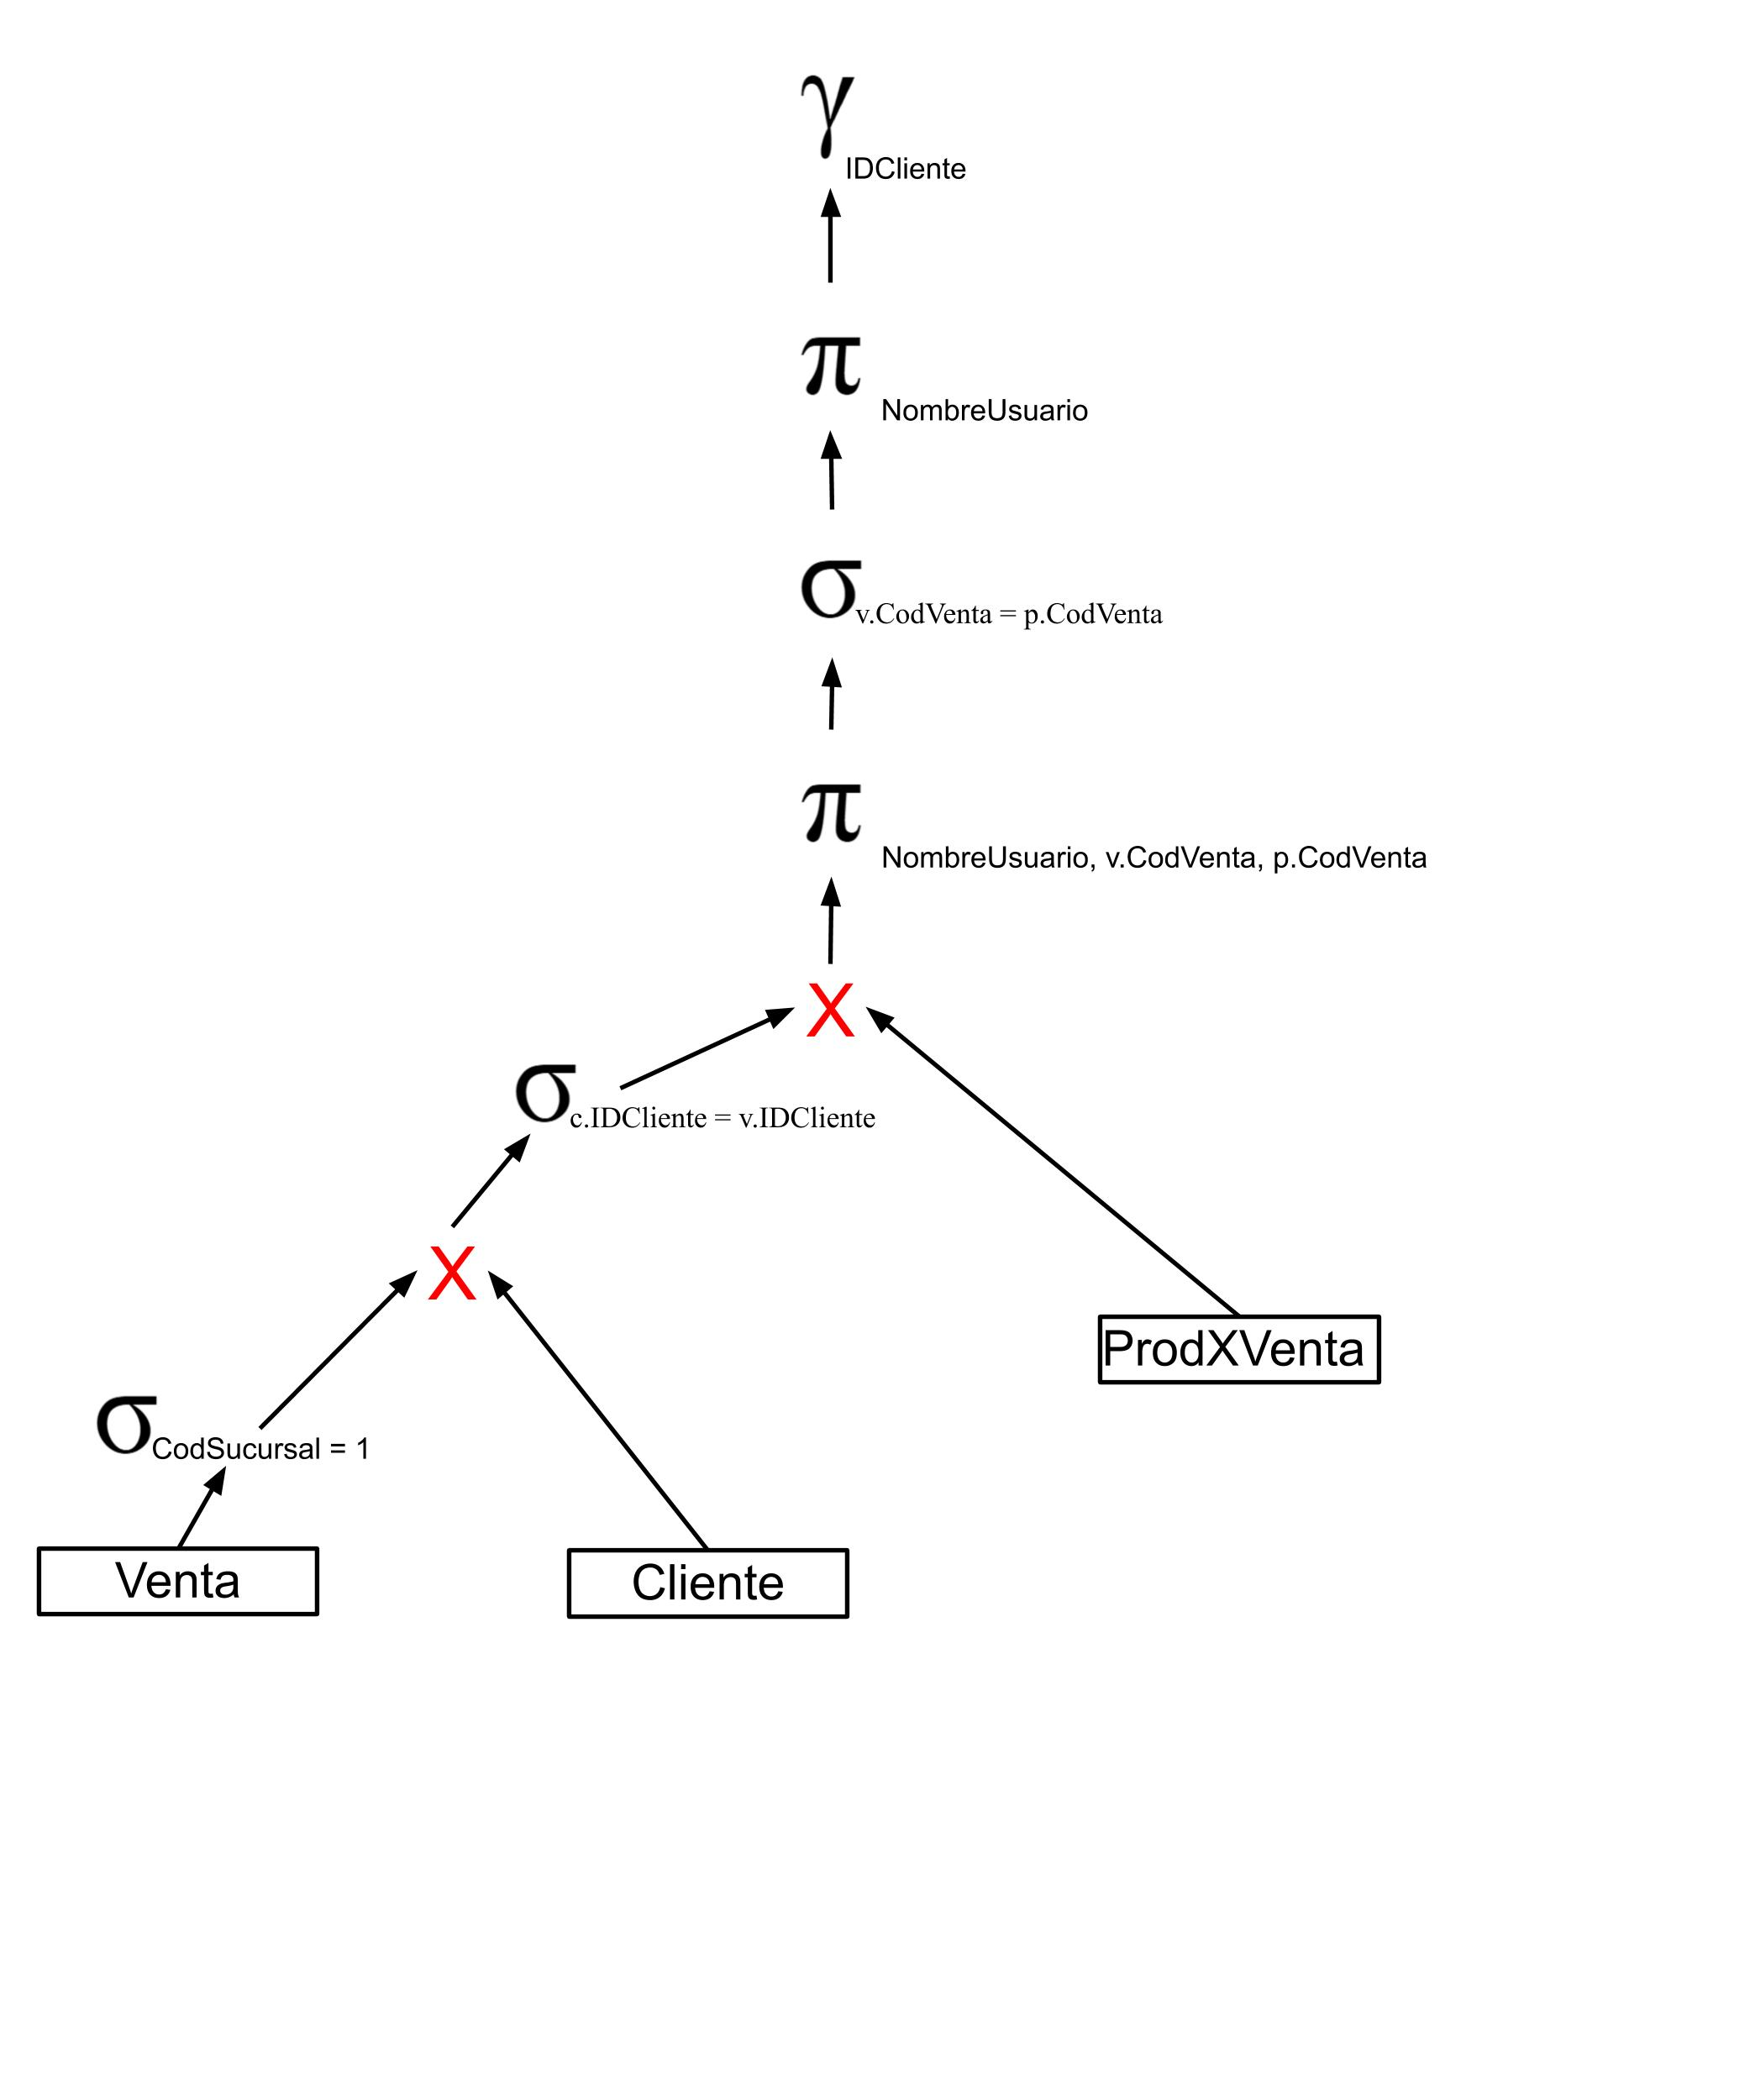 γ IDCliente
π NombreUsuario
σ v.CodVenta = p.CodVenta
π NombreUsuario, v.CodVenta, p.CodVenta
X
σ c.IDCliente = v.IDCliente
X
ProdXVenta
σ CodSucursal = 1
Venta
Cliente